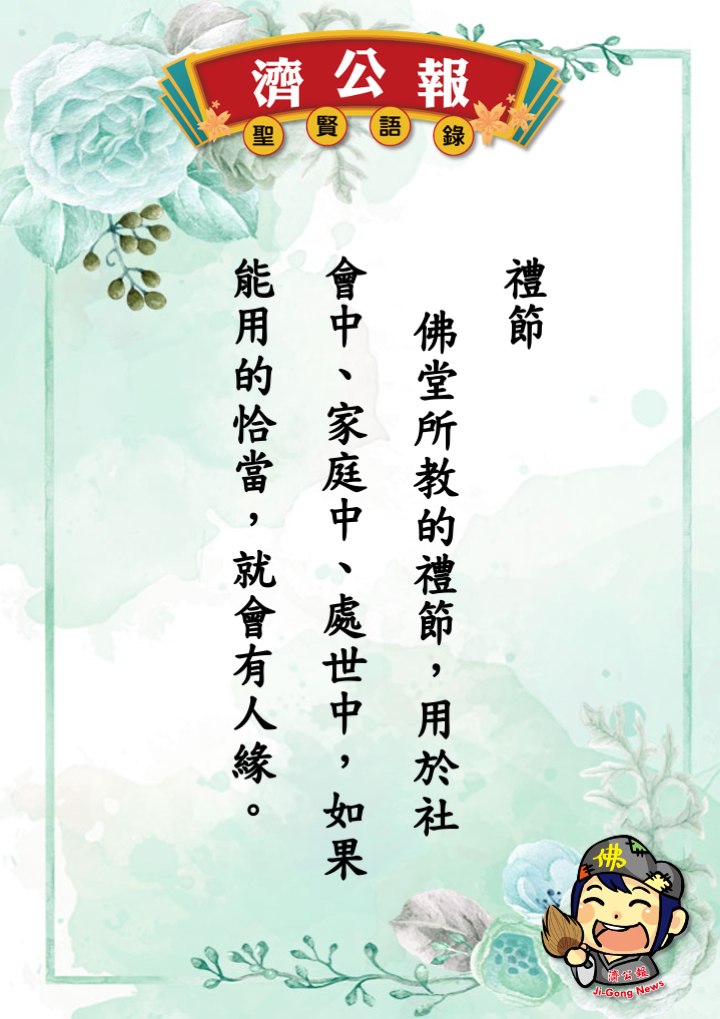 濟公報
聖賢語錄
禮節
佛堂所教的禮節，用於社
會中、家庭中、處世中，如果
能用的恰當，就會有人緣。
佛
濟公報
Ji-Gong News